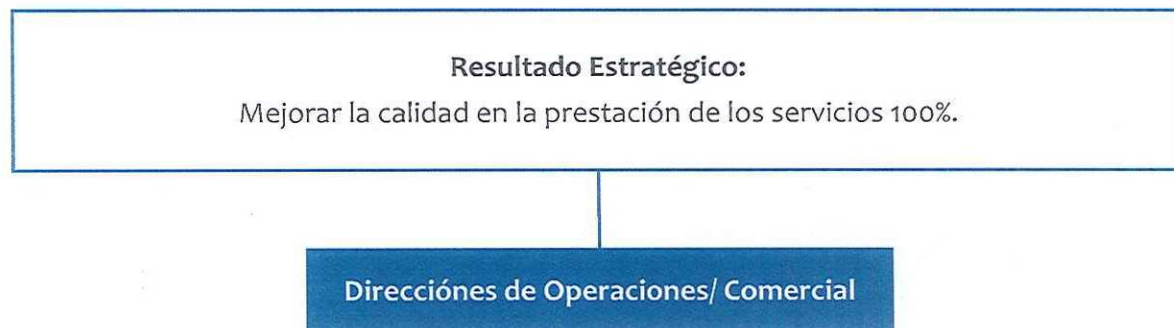 Resultado Estratégico:
Mejorar la calidad en la prestación de los servicios 100%.
Direcciónes de Operaciones/ Comercial